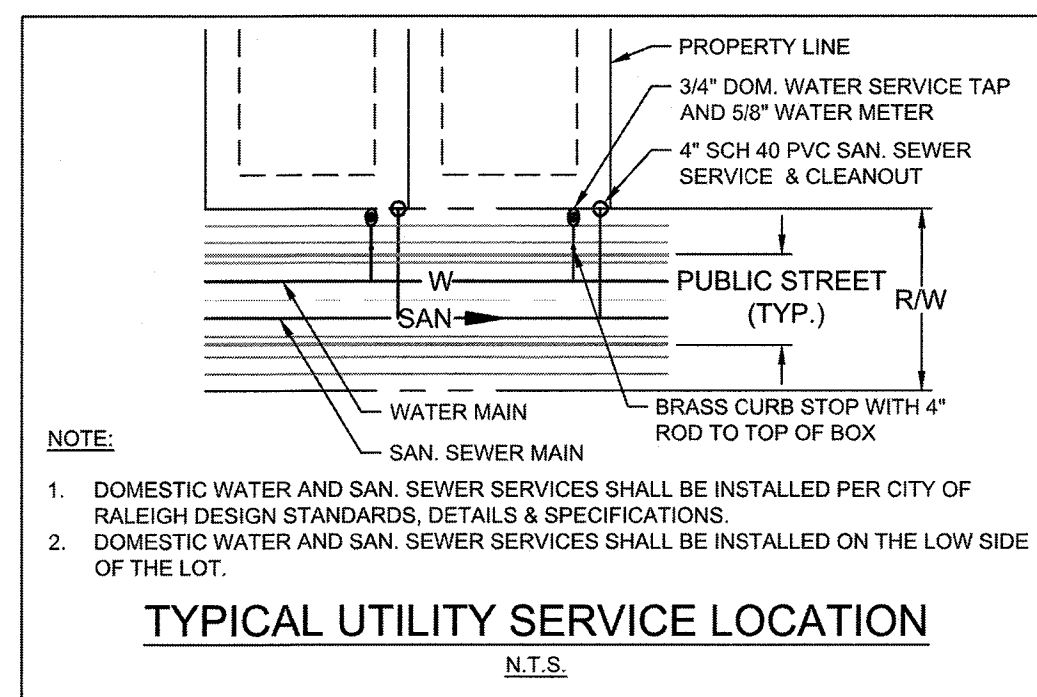 PROPERTY LINE
3/4" DOM. WATER SERVICE TAP
AND 5/8" WATER METER
4" SCH 40 PVC SAN. SEWER
SERVICE & CLEANOUT
W
PUBLIC STREET
(TYP.)
R/W
SAN
WATER MAIN
BRASS CURB STOP WITH 4"
ROD TO TOP OF BOX
SAN. SEWER MAIN
NOTE:
1. DOMESTIC WATER AND SAN. SEWER SERVICES SHALL BE INSTALLED PER CITY OF
RALEIGH DESIGN STANDARDS, DETAILS & SPECIFICATIONS.
2. DOMESTIC WATER AND SAN. SEWER SERVICES SHALL BE INSTALLED ON THE LOW SIDE
OF THE LOT.
TYPICAL UTILITY SERVICE LOCATION
N.T.S.